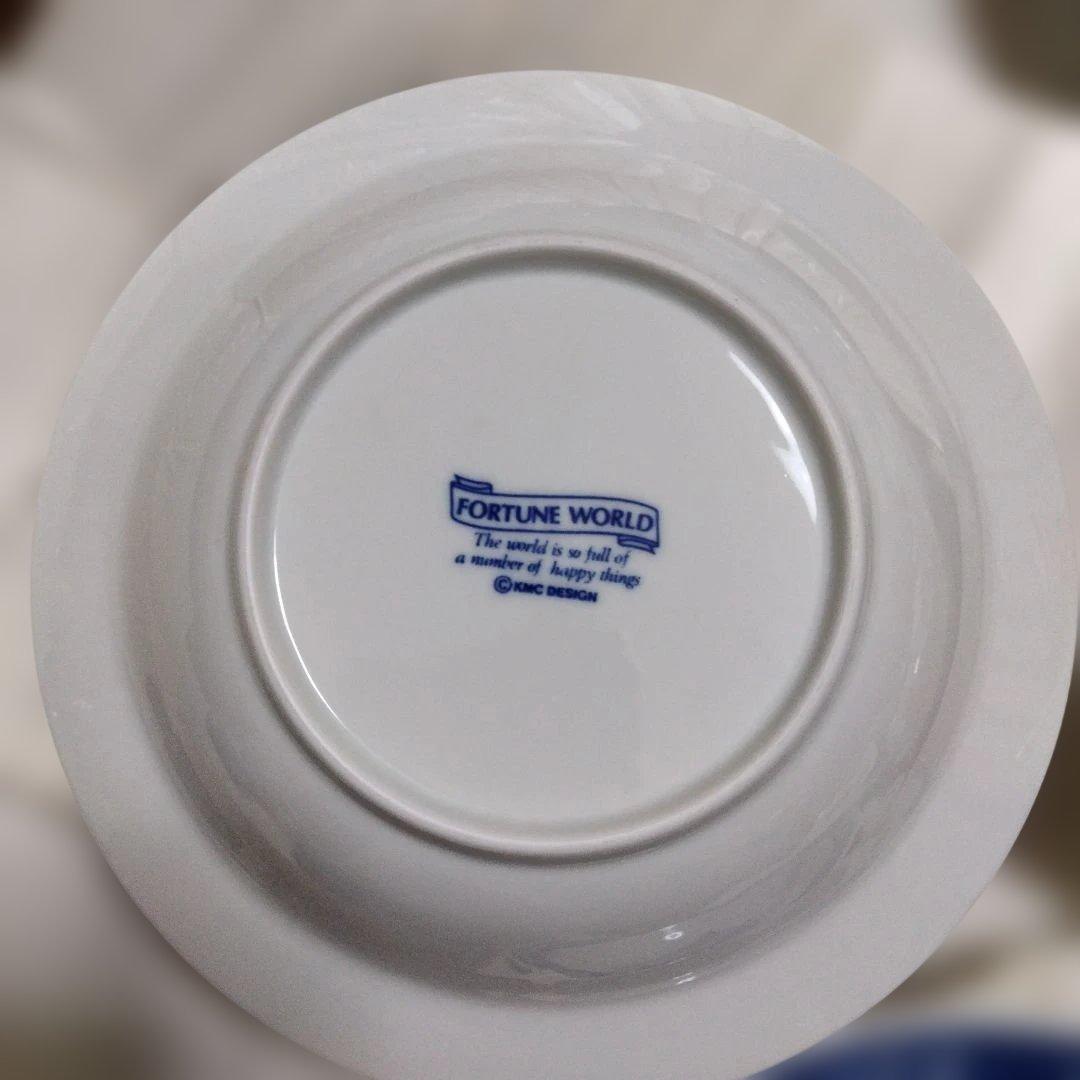 FORTUNE WORLD
The world is so full of
a number of happy things
©KMC DESIGN